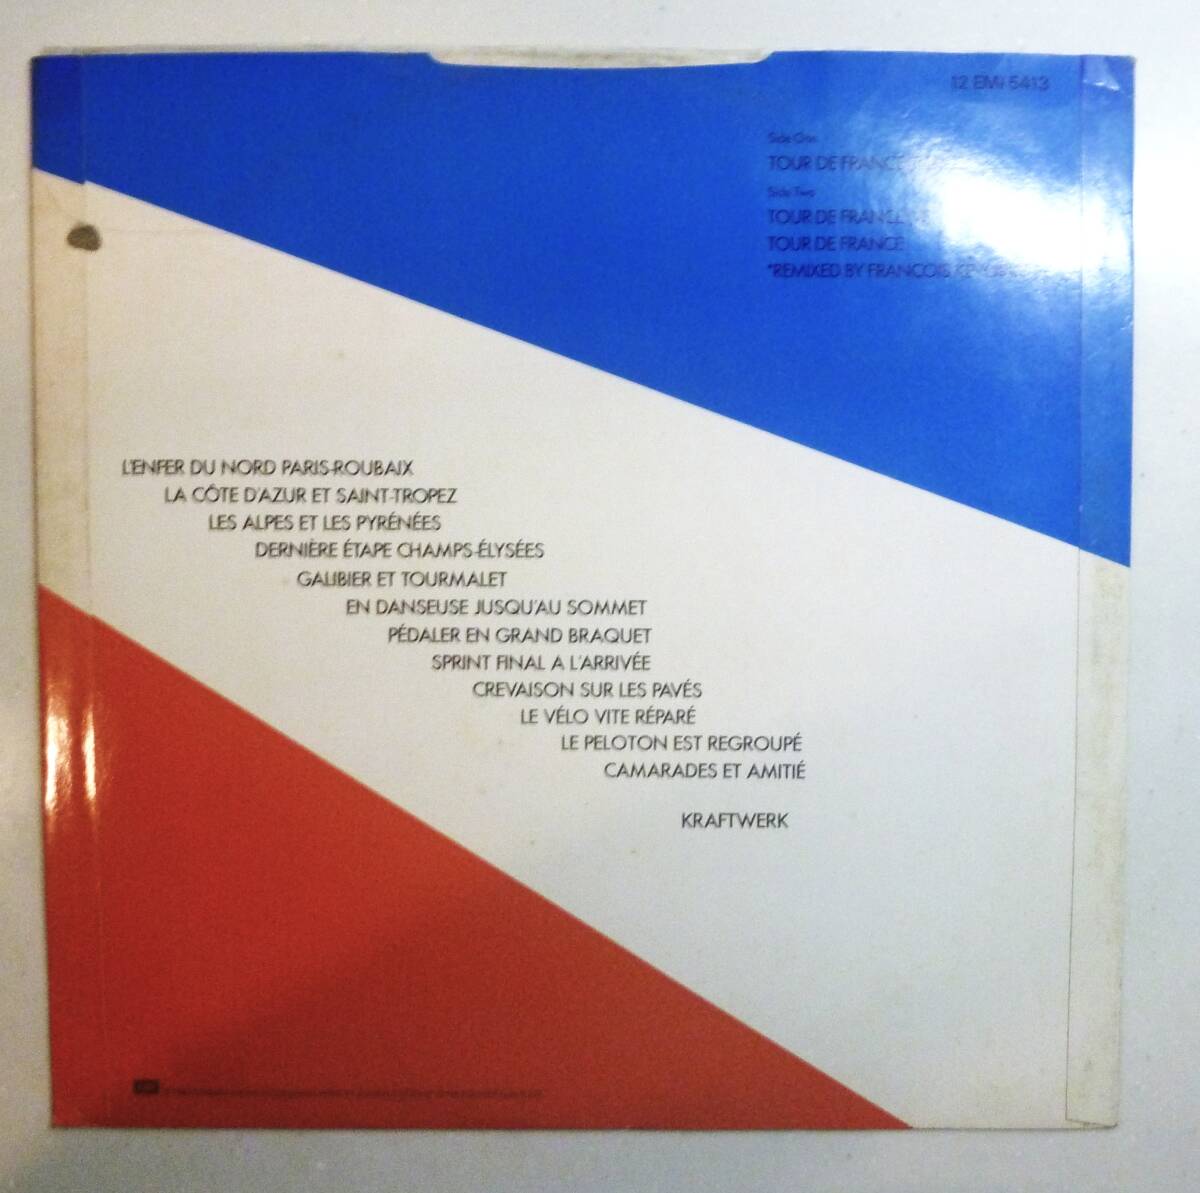 12 EMI 5413
Side One
TOUR DE FRANCE
Side Two
TOUR DE FRANCE
TOUR DE FRANCE
*REMIXED BY FRANCOIS
L'ENFER DU NORD PARIS-ROUBAIX
LA CÔTE D'AZUR ET SAINT-TROPEZ
LES ALPES ET LES PYRÉNÉES
DERNIÈRE ÉTAPE CHAMPS-ÉLYSÉES
GALIBIER ET TOURMALET
EN DANSEUSE JUSQU'AU SOMMET
PÉDALER EN GRAND BRAQUET
SPRINT FINAL A L'ARRIVÉE
CREVAISON SUR LES PAVÉS
LE VÉLO VITE RÉPARÉ
LE PELOTON EST REGROUPÉ
CAMARADES ET AMITIÉ
KRAFTWERK